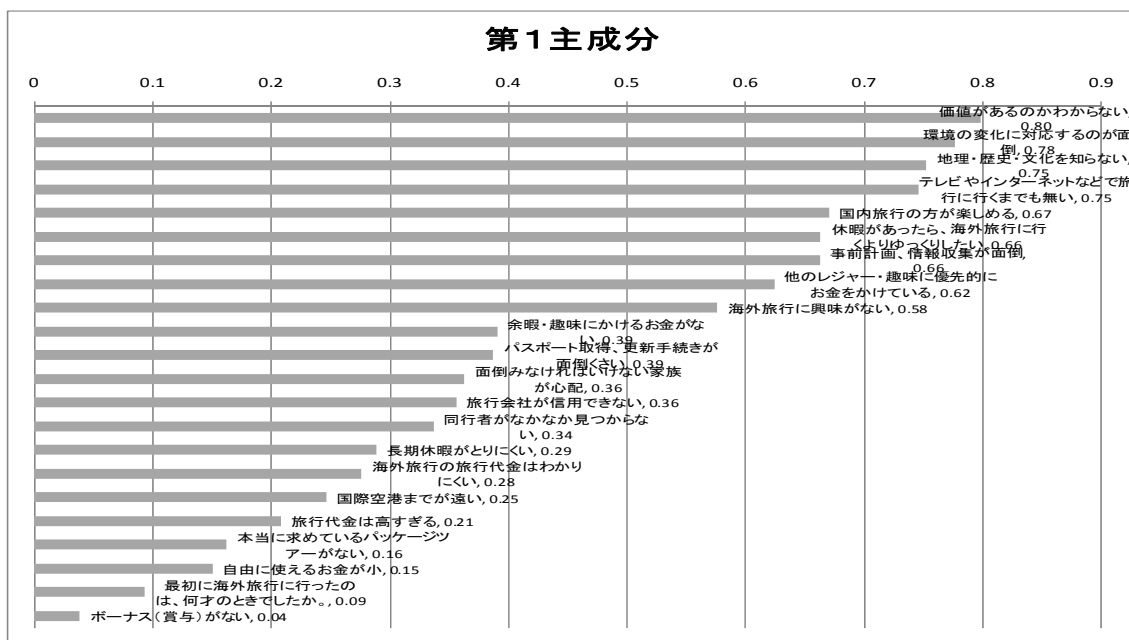 第１主成分
0 0.1 0.2 0.3 0.4 0.5 0.6 0.7 0.8 0.9
価値があるのかわからない,
0.80
環境の変化に対応するのが面
倒, 0.78
地理・歴史・文化を知らない,
0.75
テレビやインターネットなどで旅
行に行くまでも無い, 0.75
国内旅行の方が楽しめる, 0.67
休暇があったら、海外旅行に行
くよりゆっくりしたい, 0.66
事前計画、情報収集が面倒,
0.66
他のレジャー・趣味に優先的に
お金をかけている, 0.62
海外旅行に興味がない, 0.58
余暇・趣味にかけるお金がな
い, 0.39
パスポート取得、更新手続きが
面倒くさい, 0.39
面倒みなければいけない家族
が心配, 0.36
旅行会社が信用できない, 0.36
同行者がなかなか見つからな
い, 0.34
長期休暇がとりにくい, 0.29
海外旅行の旅行代金はわかり
にくい, 0.28
国際空港までが遠い, 0.25
旅行代金は高すぎる, 0.21
本当に求めているパッケージツ
アーがない, 0.16
自由に使えるお金が小, 0.15
最初に海外旅行に行ったの
は、何才のときでしたか。, 0.09
ボーナス（賞与）がない, 0.04